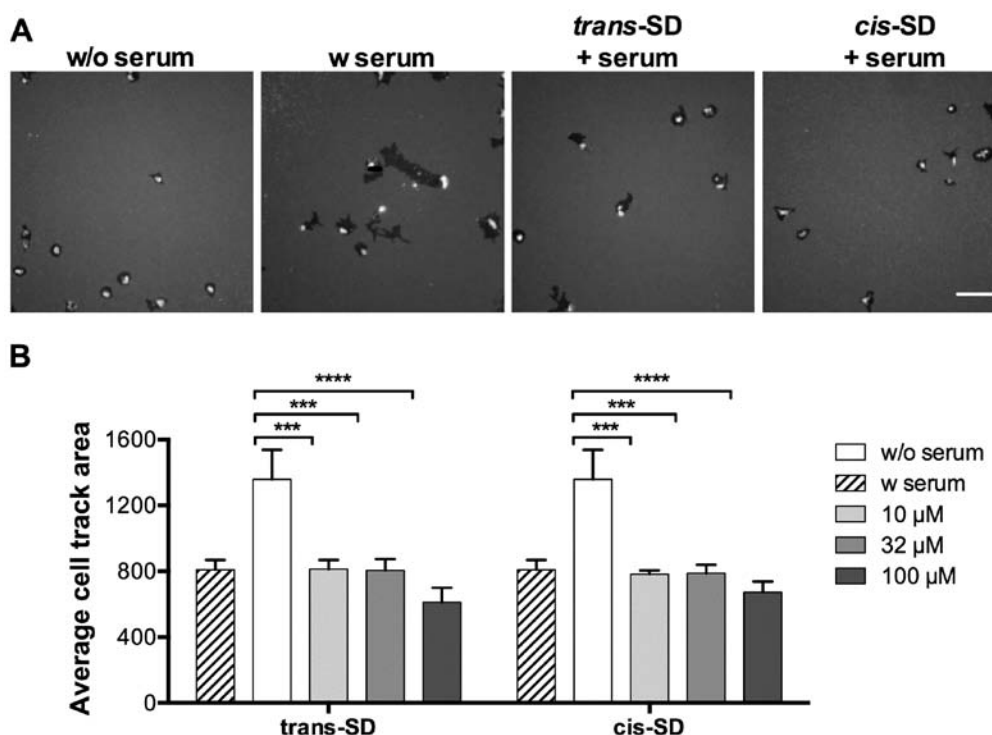 A
w/o serum
w serum
trans-SD
+ serum
cis-SD
+ serum
B
****
***
***
****
***
***
Average cell track area
1600
1200
800
400
0
trans-SD
cis-SD
w/o serum
w serum
10 µM
32 µM
100 µM